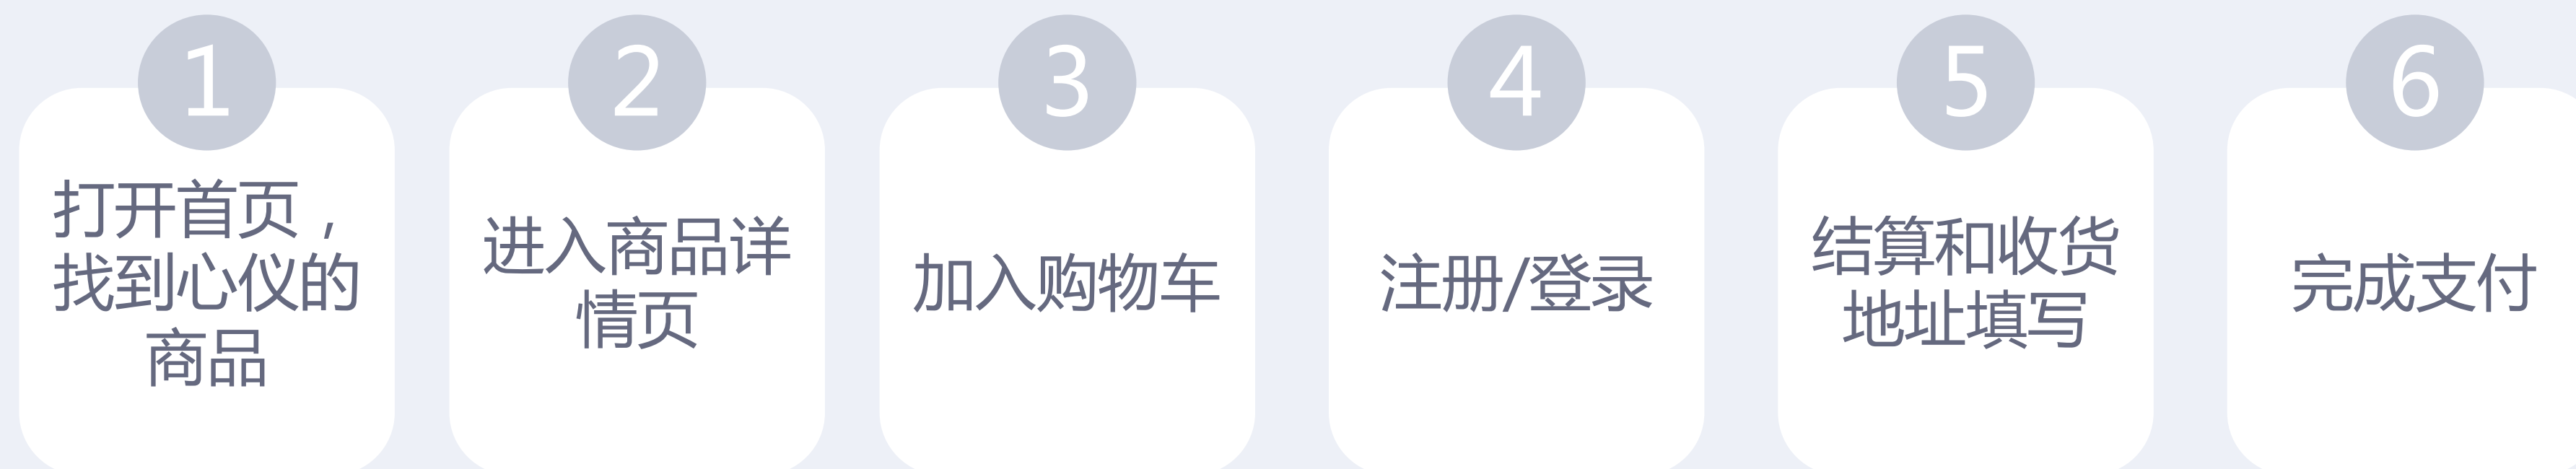 1
打开首页，
找到心仪的
商品
2
进入商品详
情页
3
加入购物车
4
注册/登录
5
结算和收货
地址填写
6
完成支付